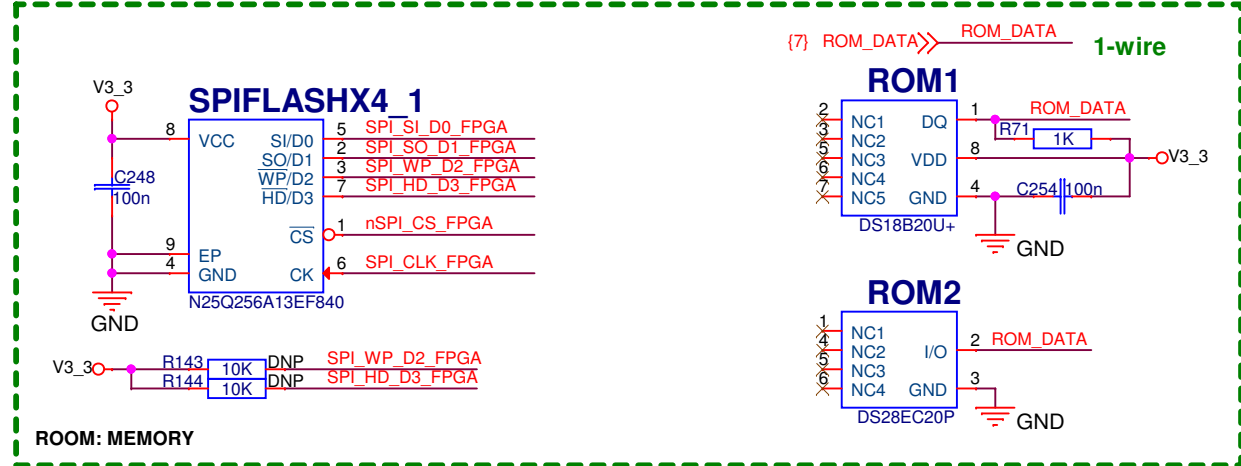 {7} ROM_DATA ROM_DATA
1-wire
V3_3
SPIFLASHX4_1
8 VCC SI/D0 5 SPI_SI_D0_FPGA
SO/D1 2 SPI_SO_D1_FPGA
WP/D2 3 SPI_WP_D2_FPGA
HD/D3 7 SPI_HD_D3_FPGA
C248
100n
CS 1 nSPI_CS_FPGA
9 EP
4 GND CK 6 SPI_CLK_FPGA
N25Q256A13EF840
GND
V3_3 R143 10K DNP SPI_WP_D2_FPGA
R144 10K DNP SPI_HD_D3_FPGA
ROOM: MEMORY
ROM1
2 NC1 DQ 1 ROM_DATA
3 NC2 R71 1K
5 NC3 VDD 8 V3_3
6 NC4
7 NC5 GND 4 C254 100n
DS18B20U+
GND
ROM2
1 NC1
4 NC2 I/O 2 ROM_DATA
5 NC3
6 NC4 GND 3
DS28EC20P
GND